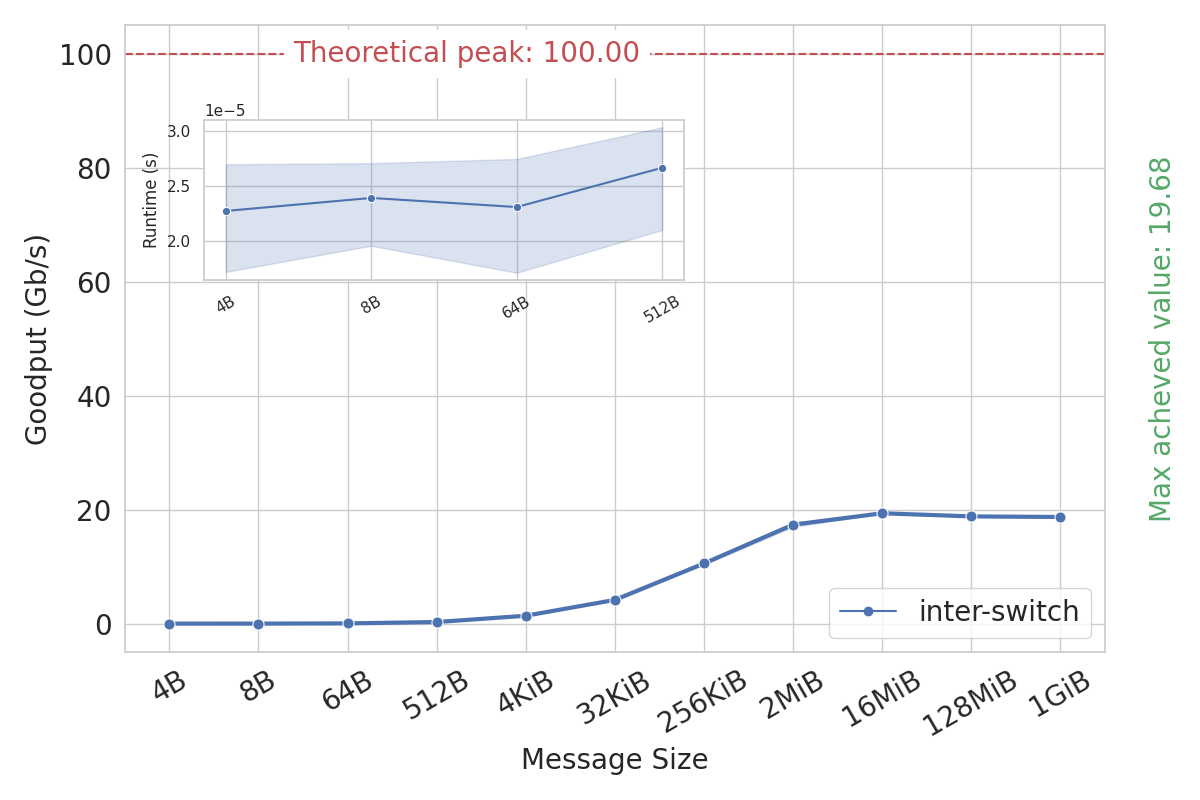 Theoretical peak: 100.00
100
80
60
40
20
0
Goodput (Gb/s)
1e−5
3.0
2.5
2.0
Runtime (s)
4B
8B
64B
512B
inter-switch
4B
8B
64B
512B
4KiB
32KiB
256KiB
2MiB
16MiB
128MiB
1GiB
Message Size
Max acheved value: 19.68